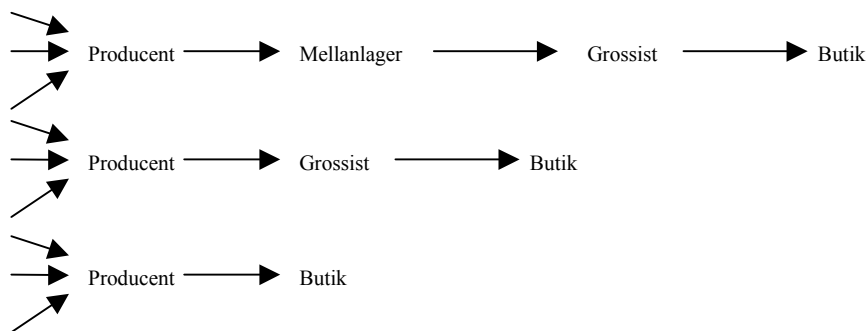 Producent Mellanlager Grossist Butik
Producent Grossist Butik
Producent Butik